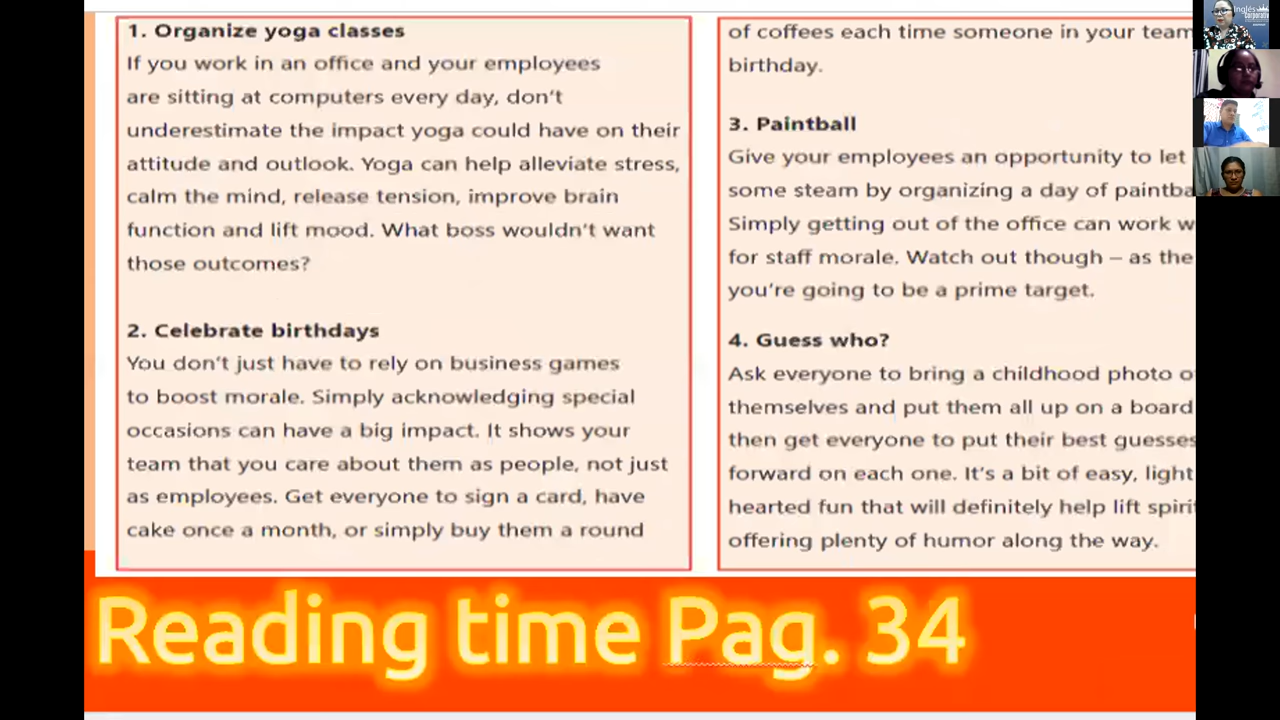 1. Organize yoga classes
If you work in an office and your employees
are sitting at computers every day, don't
underestimate the impact yoga could have on their
attitude and outlook. Yoga can help alleviate stress,
calm the mind, release tension, improve brain
function and lift mood. What boss wouldn't want
those outcomes?
2. Celebrate birthdays
You don't just have to rely on business games
to boost morale. Simply acknowledging special
occasions can have a big impact. It shows your
team that you care about them as people, not just
as employees. Get everyone to sign a card, have
cake once a month, or simply buy them a round
of coffees each time someone in your team
birthday.
3. Paintball
Give your employees an opportunity to let
some steam by organizing a day of paintba
Simply getting out of the office can work w
for staff morale. Watch out though – as the
you're going to be a prime target.
4. Guess who?
Ask everyone to bring a childhood photo o
themselves and put them all up on a board
then get everyone to put their best guesses
forward on each one. It's a bit of easy, light
hearted fun that will definitely help lift spiri
offering plenty of humor along the way.
Reading time Pag. 34
Inglés
corporativo